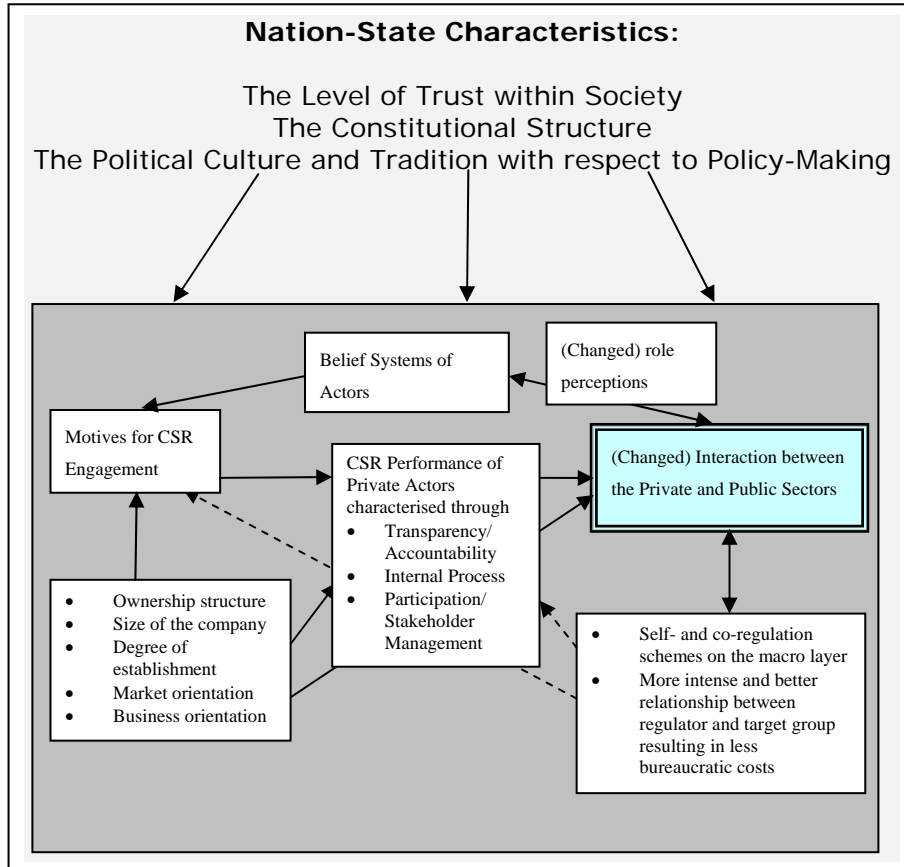 Nation-State Characteristics:
The Level of Trust within Society
The Constitutional Structure
The Political Culture and Tradition with respect to Policy-Making
Belief Systems of
Actors
(Changed) role
perceptions
Motives for CSR
Engagement
CSR Performance of
Private Actors
characterised through
• Transparency/
Accountability
• Internal Process
• Participation/
Stakeholder
Management
(Changed) Interaction between
the Private and Public Sectors
• Ownership structure
• Size of the company
• Degree of
establishment
• Market orientation
• Business orientation
• Self- and co-regulation
schemes on the macro layer
• More intense and better
relationship between
regulator and target group
resulting in less
bureaucratic costs